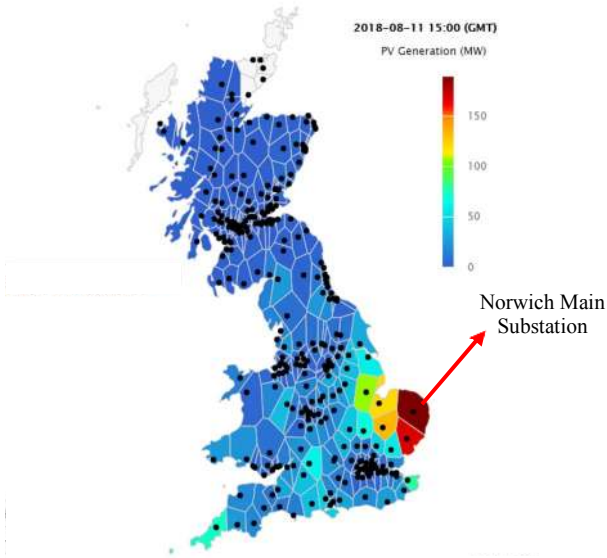 2018-08-11 15:00 (GMT)
PV Generation (MW)
150
100
50
0
Norwich Main
Substation